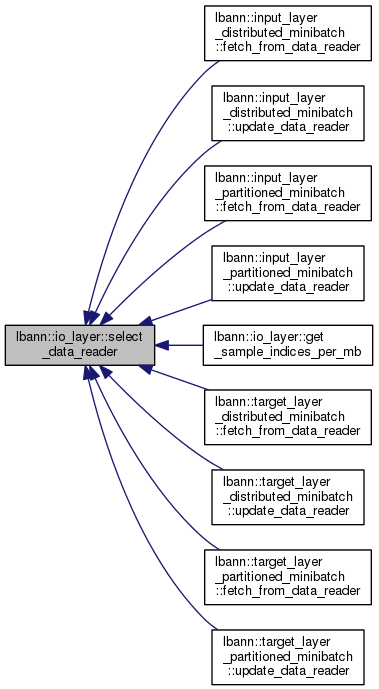 lbann::input_layer
_distributed_minibatch
::fetch_from_data_reader
lbann::input_layer
_distributed_minibatch
::update_data_reader
lbann::input_layer
_partitioned_minibatch
::fetch_from_data_reader
lbann::input_layer
_partitioned_minibatch
::update_data_reader
lbann::io_layer::select
_data_reader
lbann::io_layer::get
_sample_indices_per_mb
lbann::target_layer
_distributed_minibatch
::fetch_from_data_reader
lbann::target_layer
_distributed_minibatch
::update_data_reader
lbann::target_layer
_partitioned_minibatch
::fetch_from_data_reader
lbann::target_layer
_partitioned_minibatch
::update_data_reader